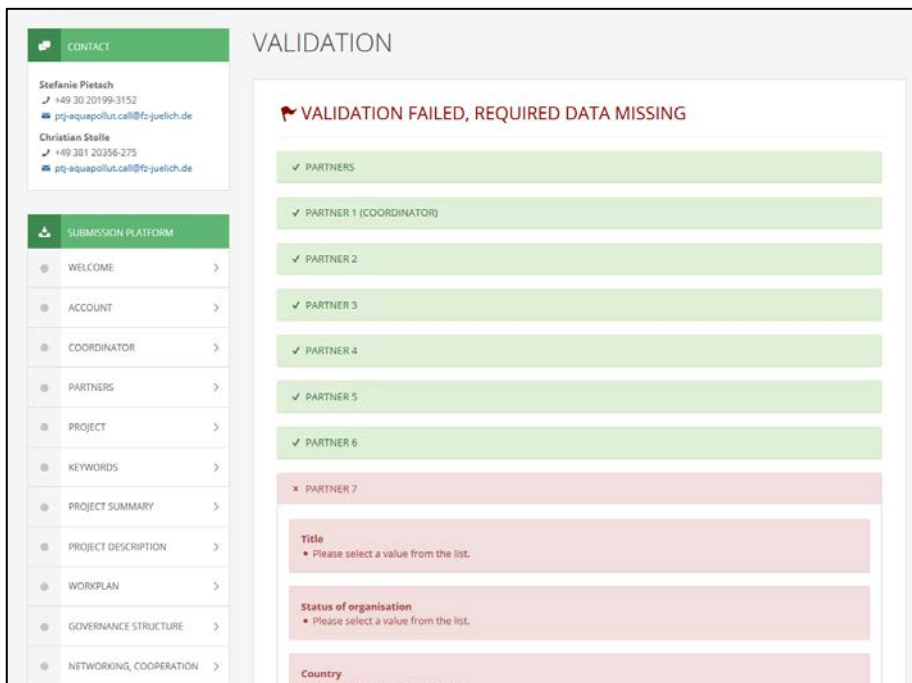 CONTACT
Stefanie Pietsch
+49 30 20199-3152
ptj-aquapollut.call@fz-juelich.de
Christian Stolle
+49 381 20356-275
ptj-aquapollut.call@fz-juelich.de
SUBMISSION PLATFORM
WELCOME
ACCOUNT
COORDINATOR
PARTNERS
PROJECT
KEYWORDS
PROJECT SUMMARY
PROJECT DESCRIPTION
WORKPLAN
GOVERNANCE STRUCTURE
NETWORKING, COOPERATION
VALIDATION
VALIDATION FAILED, REQUIRED DATA MISSING
PARTNERS
PARTNER 1 (COORDINATOR)
PARTNER 2
PARTNER 3
PARTNER 4
PARTNER 5
PARTNER 6
PARTNER 7
Title
• Please select a value from the list.
Status of organisation
• Please select a value from the list.
Country